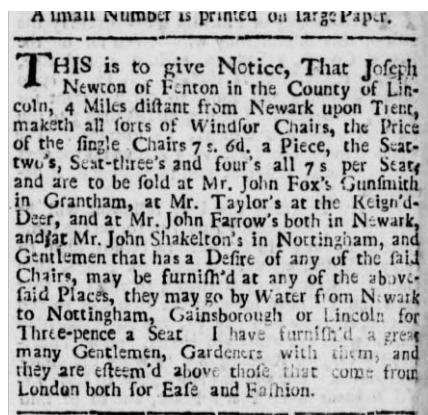 A small Number is printed on large Paper.
THIS is to give Notice, That Joſeph
Newton of Fenton in the County of Lin-
coln, 4 Miles diſtant from Newark upon Trent,
maketh all ſorts of Windſor Chairs, the Price
of the ſingle Chairs 7 s. 6d. a Piece, the Seat-
two's, Seat-three's and four's all 7 s per Seat,
and are to be ſold at Mr. John Fox's Gunſmith
in Grantham, at Mr. Taylor's at the Reign'd-
Deer, and at Mr. John Farrow's both in Newark,
and at Mr. John Shakelton's in Nottingham, and
Gentlemen that has a Deſire of any of the ſaid
Chairs, may be furniſh'd at any of the above-
ſaid Places, they may go by Water from Newark
to Nottingham, Gainsborough or Lincoln for
Three-pence a Seat I have furniſh'd a great
many Gentlemen, Gardeners with them, and
they are eſteem'd above thoſe that come from
London both for Eaſe and Faſhion.